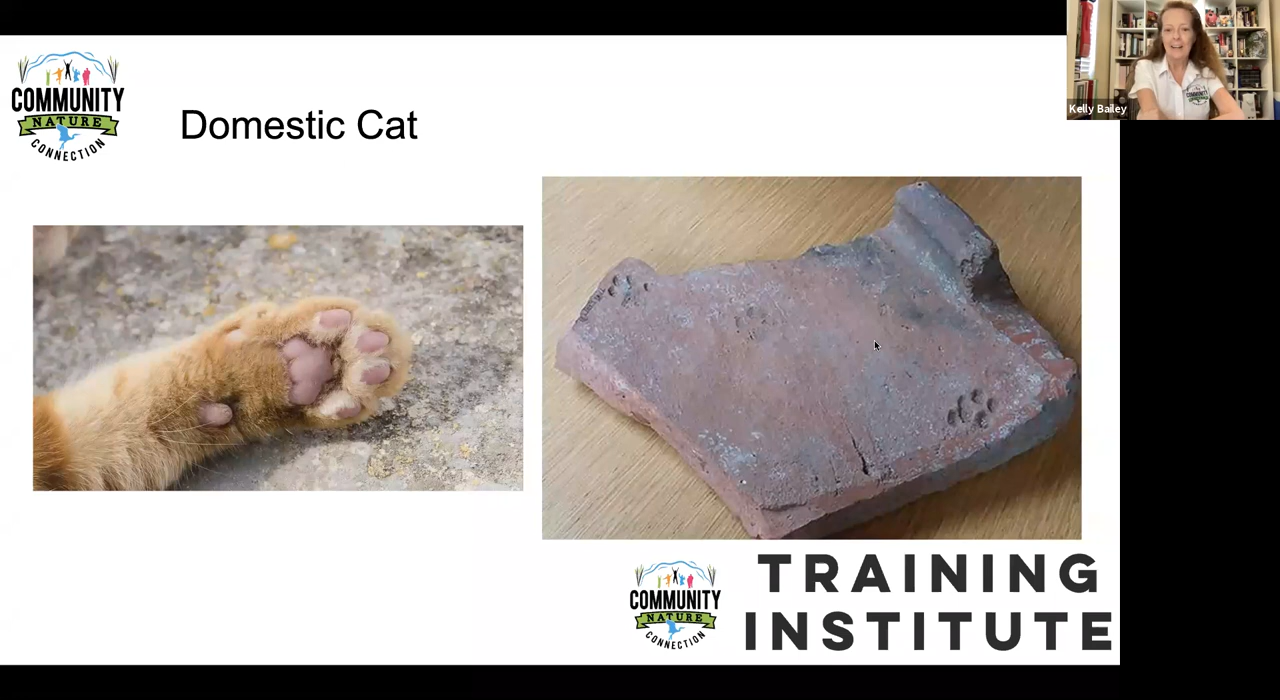 COMMUNITY
NATURE
CONNECTION
Domestic Cat
Kelly Bailey
COMMUNITY
NATURE
CONNECTION
TRAINING
INSTITUTE